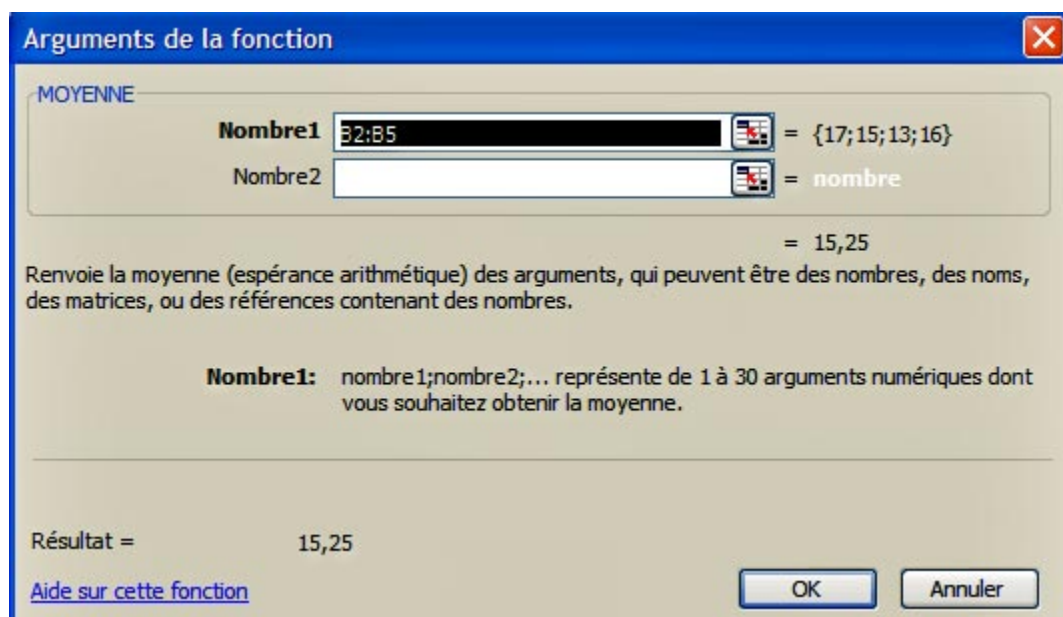 Arguments de la fonction
MOYENNE
Nombre1 B2:B5 = {17;15;13;16}
Nombre2 = nombre
= 15,25
Renvoie la moyenne (espérance arithmétique) des arguments, qui peuvent être des nombres, des noms,
des matrices, ou des références contenant des nombres.
Nombre1: nombre1;nombre2;... représente de 1 à 30 arguments numériques dont
vous souhaitez obtenir la moyenne.
Résultat = 15,25
Aide sur cette fonction OK Annuler